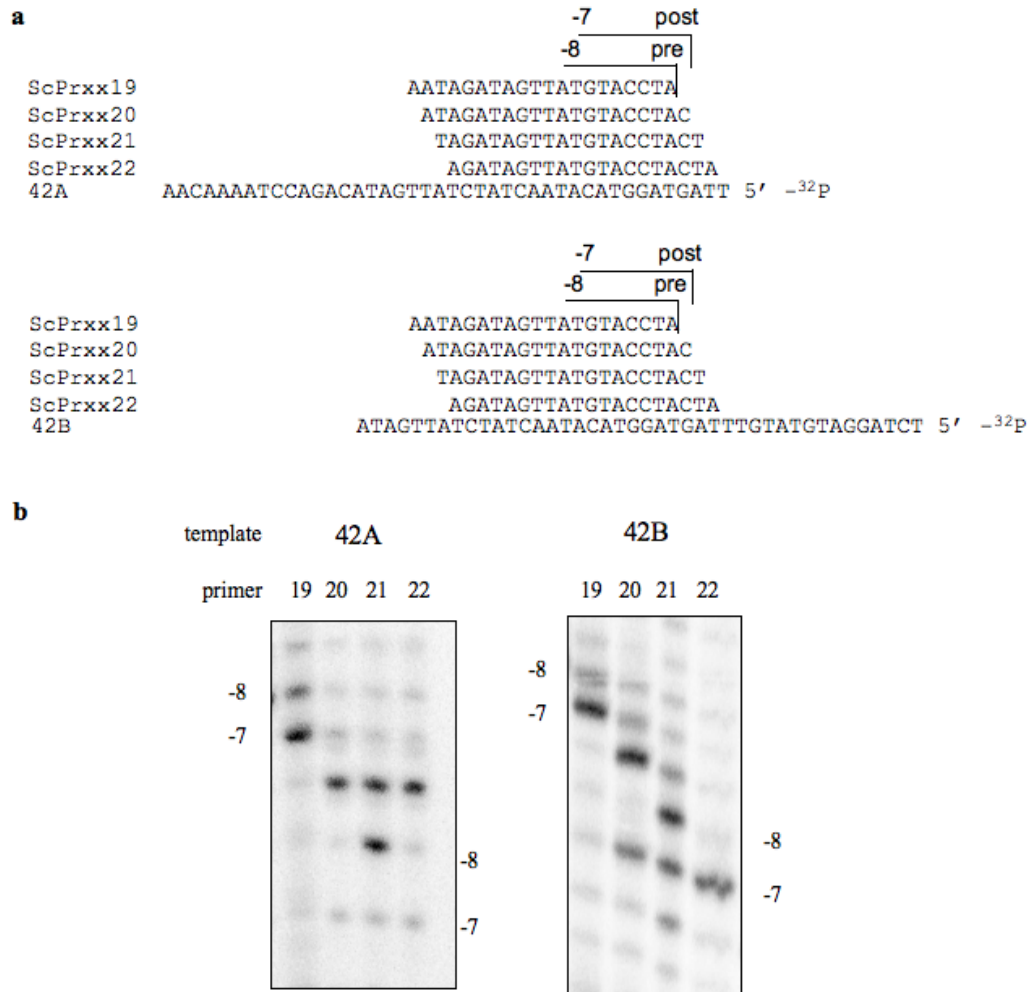 a
-7 post
-8 pre
ScPrxx19 AATAGATAGTTATGTACCTA
ScPrxx20 ATAGATAGTTATGTACCTAC
ScPrxx21 TAGATAGTTATGTACCTACT
ScPrxx22 AGATAGTTATGTACCTACTA
42A AACAAAATCCAGACATAGTTATCTATCAATACATGGATGATT 5' -32P
-7 post
-8 pre
ScPrxx19 AATAGATAGTTATGTACCTA
ScPrxx20 ATAGATAGTTATGTACCTAC
ScPrxx21 TAGATAGTTATGTACCTACT
ScPrxx22 AGATAGTTATGTACCTACTA
42B ATAGTTATCTATCAATACATGGATGATTTGTATGTAGGATCT 5' -32P
b
template 42A 42B
primer 19 20 21 22 19 20 21 22
-8 -8
-7 -7
-8 -8
-7 -7